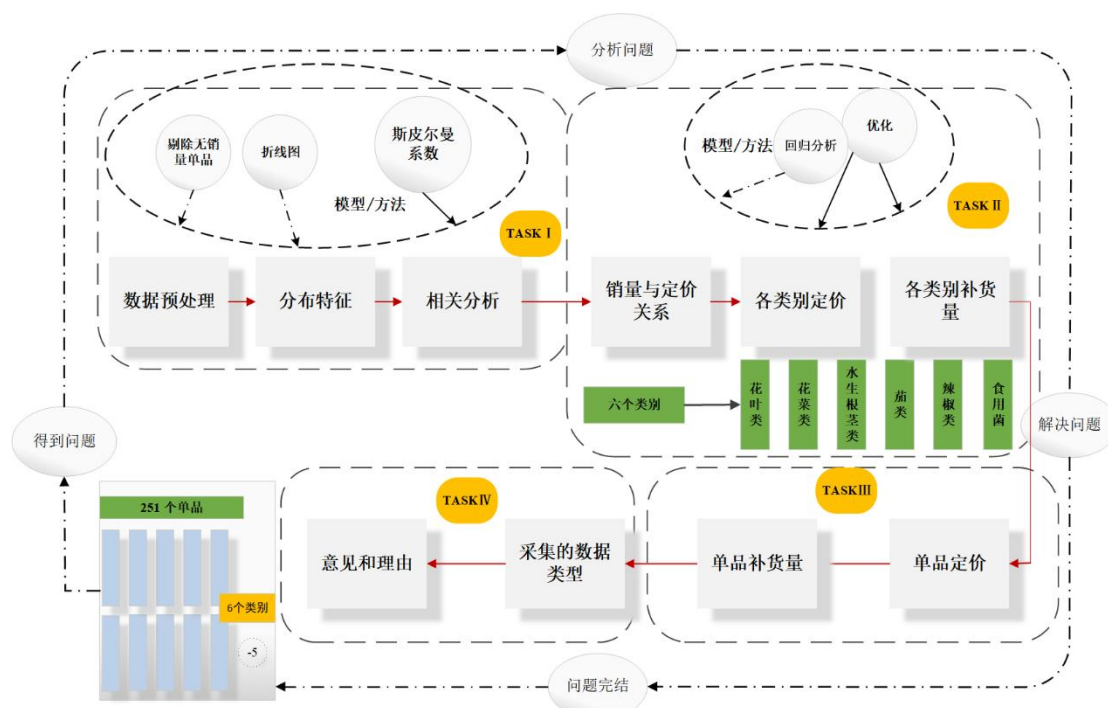 分析问题
剔除无销
量单品
折线图
斯皮尔曼
系数
模型/方法
TASK Ⅰ
模型/方法
回归分析
优化
TASK Ⅱ
数据预处理
分布特征
相关分析
销量与定价
关系
各类别定价
各类别补货
量
六个类别
花叶类
花菜类
水生根茎类
茄类
辣椒类
食用菌
得到问题
解决问题
251 个单品
6个类别
-5
TASKⅣ
意见和理由
采集的数据
类型
TASKⅢ
单品补货量
单品定价
问题完结